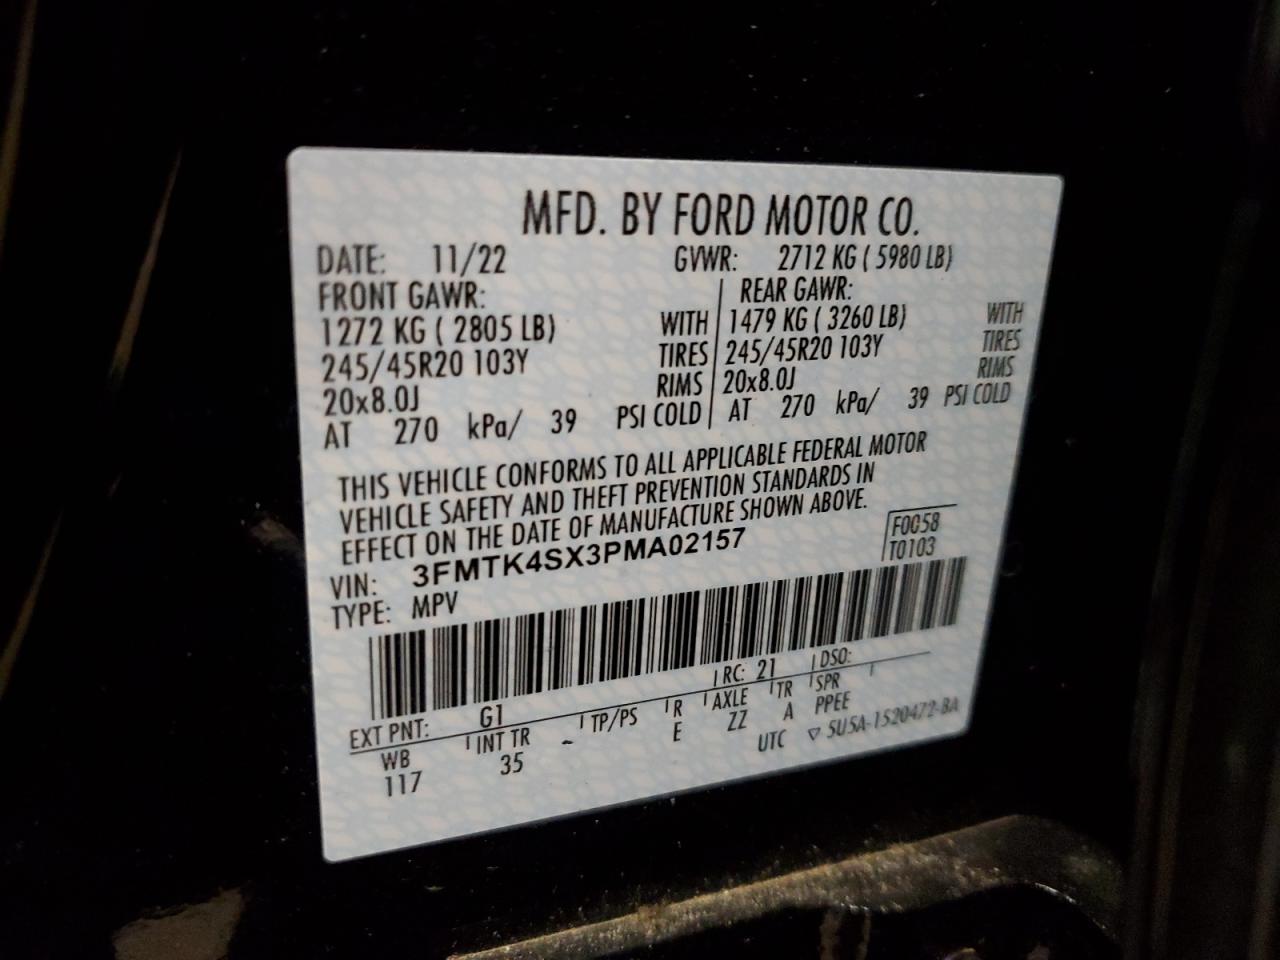 MFD. BY FORD MOTOR CO.
DATE: 11/22 GVWR: 2712 KG ( 5980 LB)
FRONT GAWR: REAR GAWR:
1272 KG ( 2805 LB) WITH 1479 KG ( 3260 LB) WITH
245/45R20 103Y TIRES 245/45R20 103Y TIRES
20x8.0J RIMS 20x8.0J RIMS
AT 270 kPa/ 39 PSI COLD AT 270 kPa/ 39 PSI COLD
THIS VEHICLE CONFORMS TO ALL APPLICABLE FEDERAL MOTOR
VEHICLE SAFETY AND THEFT PREVENTION STANDARDS IN
EFFECT ON THE DATE OF MANUFACTURE SHOWN ABOVE.
VIN: 3FMTK4SX3PMA02157 F0058
TYPE: MPV T0103
EXT PNT: G1 RC: 21 DSO:
WB INT TR TP/PS R AXLE TR SPR
117 35 - E ZZ A PPEE
UTC ▽ 5U5A-1520472-BA